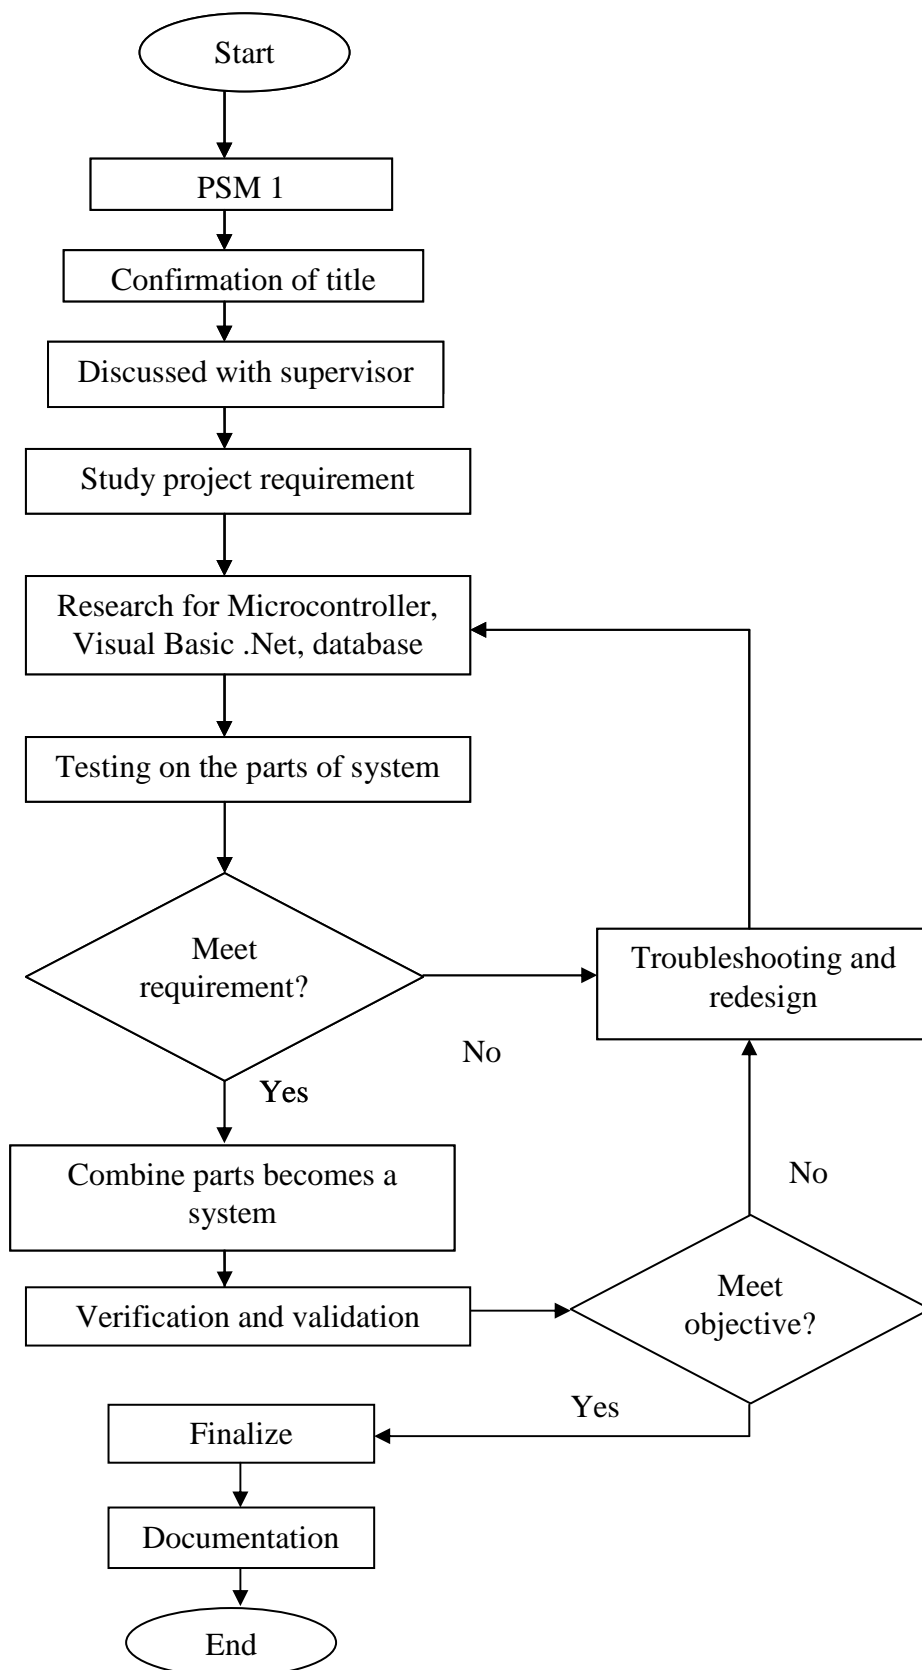 Start
PSM 1
Confirmation of title
Discussed with supervisor
Study project requirement
Research for Microcontroller,
Visual Basic .Net, database
Testing on the parts of system
Meet
requirement?
No
Troubleshooting and
redesign
Yes
Combine parts becomes a
system
Verification and validation
No
Meet
objective?
Yes
Finalize
Documentation
End